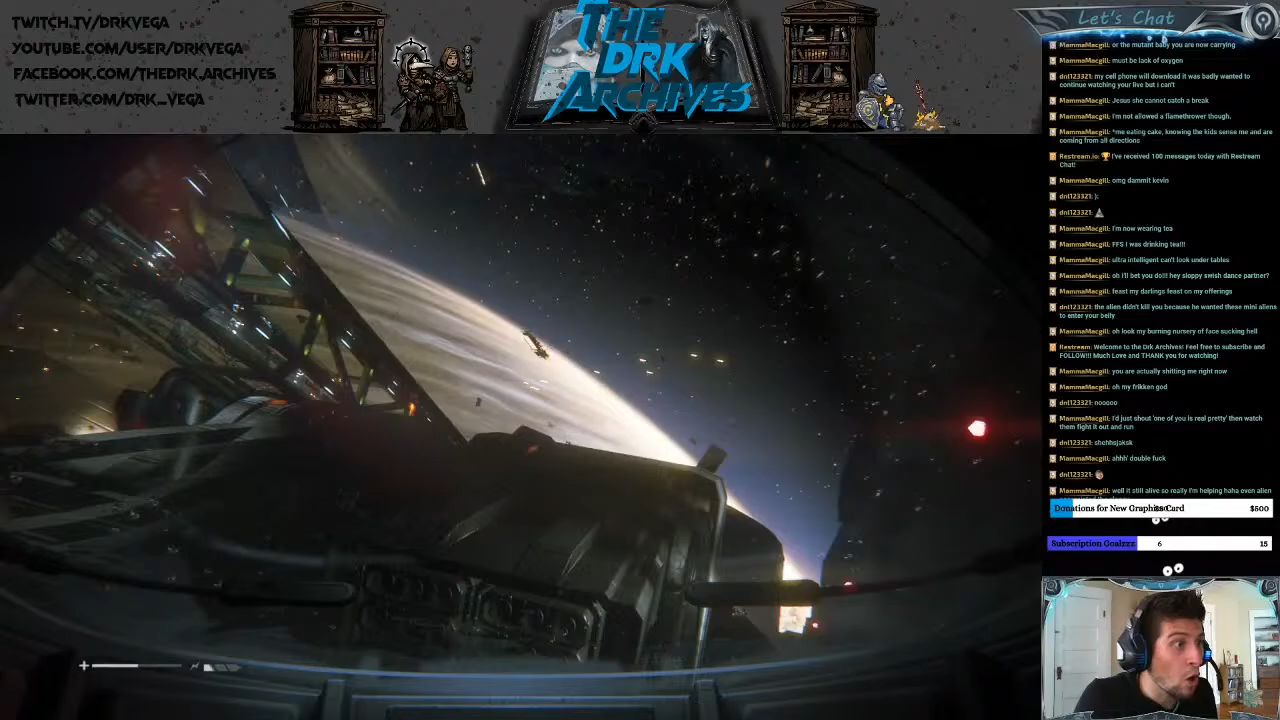 TWITCH.TV/DRKVEGA
YOUTUBE.COM/USER/DRKVEGA
FACEBOOK.COM/THEDRK.ARCHIVES
TWITTER.COM/DRK_VEGA
THE
DRK
ARCHIVES
Let's Chat
MammaMacgill: or the mutant baby you are now carrying
MammaMacgill: must be lack of oxygen
dnl123321: my cell phone will download it was badly wanted to
continue watching your live but i can't
MammaMacgill: Jesus she cannot catch a break
MammaMacgill: I'm not allowed a flamethrower though.
MammaMacgill: *me eating cake, knowing the kids sense me and are
coming from all directions
Restream.io: 🏆 I've received 100 messages today with Restream
Chat!
MammaMacgill: omg dammit kevin
dnl123321: ):
dnl123321:
MammaMacgill: I'm now wearing tea
MammaMacgill: FFS I was drinking tea!!!
MammaMacgill: ultra intelligent can't look under tables
MammaMacgill: oh I'll bet you do!!! hey sloppy swish dance partner?
MammaMacgill: feast my darlings feast on my offerings
dnl123321: the alien didn't kill you because he wanted these mini aliens
to enter your belly
MammaMacgill: oh look my burning nursery of face sucking hell
Restream: Welcome to the Drk Archives! Feel free to subscribe and
FOLLOW!!! Much Love and THANK you for watching!
MammaMacgill: you are actually shitting me right now
MammaMacgill: oh my frikken god
dnl123321: nooooo
MammaMacgill: I'd just shout 'one of you is real pretty' then watch
them fight it out and run
dnl123321: shehhsjaksk
MammaMacgill: ahhh' double fuck
dnl123321:
MammaMacgill: well it still alive so really I'm helping haha even alien
Donations for New Graphics Card $500
Subscription Goalzzz 6 15